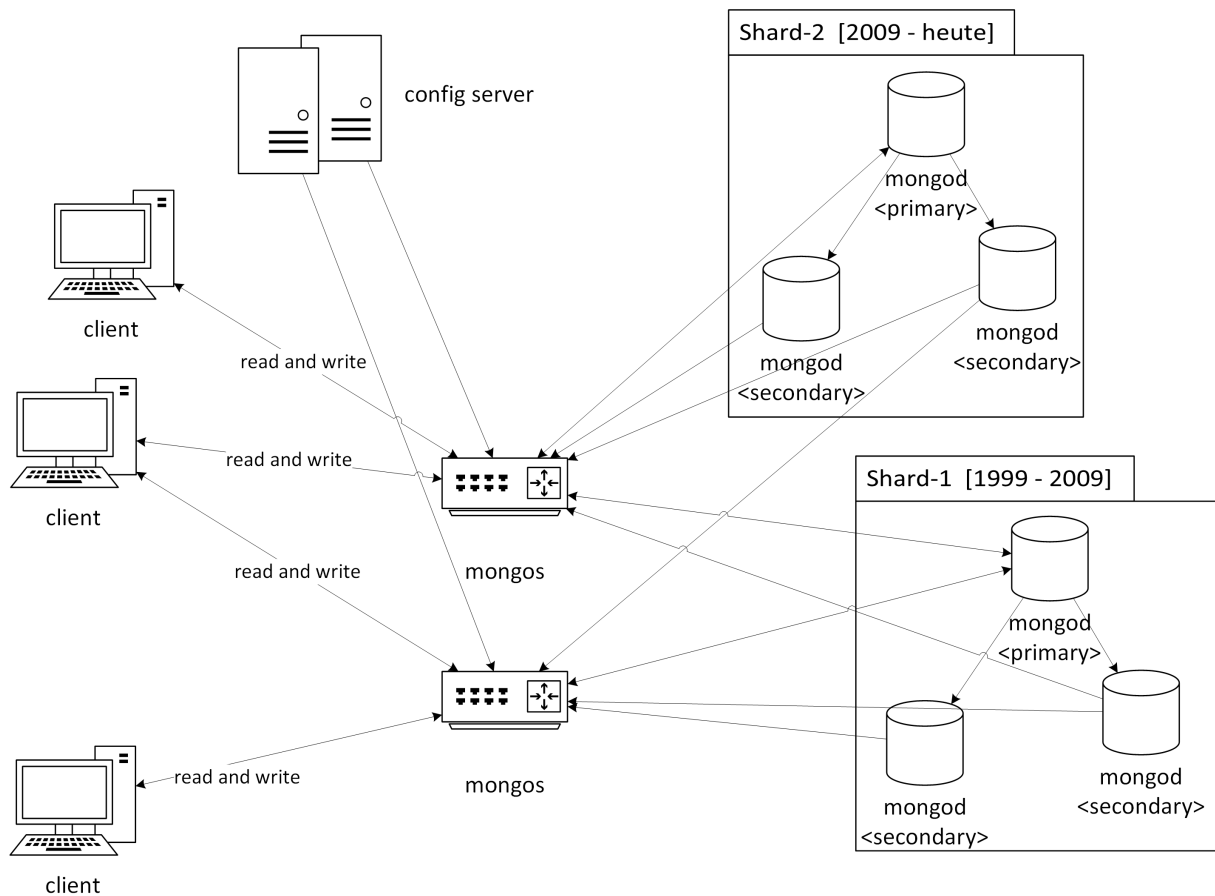 Shard-2 [2009 - heute]
config server
mongod
<primary>
mongod
<secondary>
mongod
<secondary>
client
read and write
client
read and write
mongos
read and write
Shard-1 [1999 - 2009]
mongod
<primary>
mongod
<secondary>
mongod
<secondary>
mongos
read and write
client